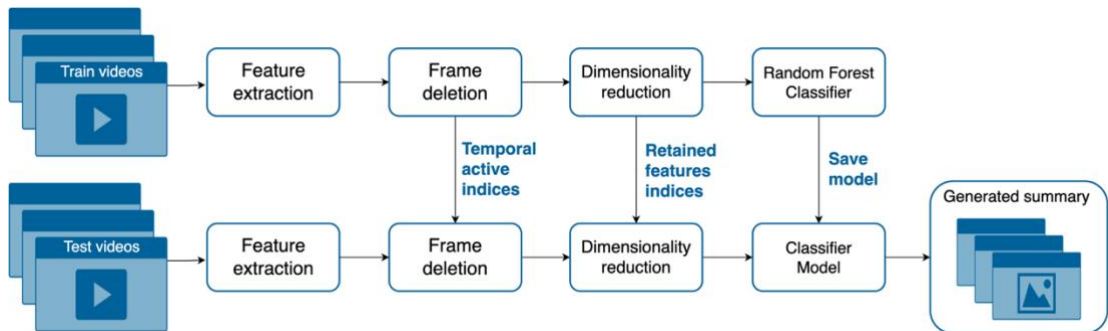 Train videos
Feature
extraction
Frame
deletion
Dimensionality
reduction
Random Forest
Classifier
Temporal
active
indices
Retained
features
indices
Save
model
Test videos
Feature
extraction
Frame
deletion
Dimensionality
reduction
Classifier
Model
Generated summary